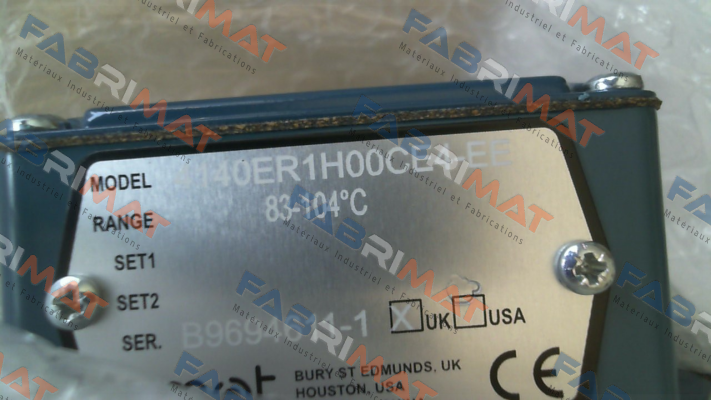 MODEL
RANGE 83-104°C
SET1
SET2
SER. UK USA
BURY ST EDMUNDS, UK
HOUSTON, USA
CE
FABRIMAT
Matériaux Industriel et Fabrications